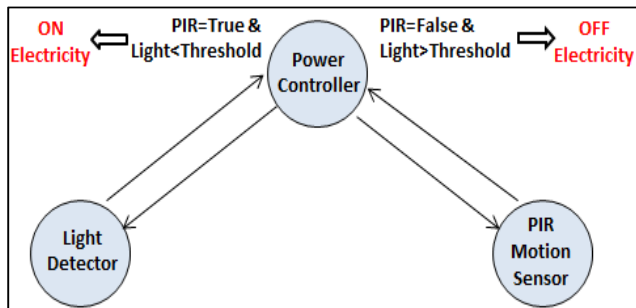 ON
Electricity
PIR=True &
Light<Threshold
PIR=False &
Light>Threshold
OFF
Electricity
Power
Controller
Light
Detector
PIR
Motion
Sensor